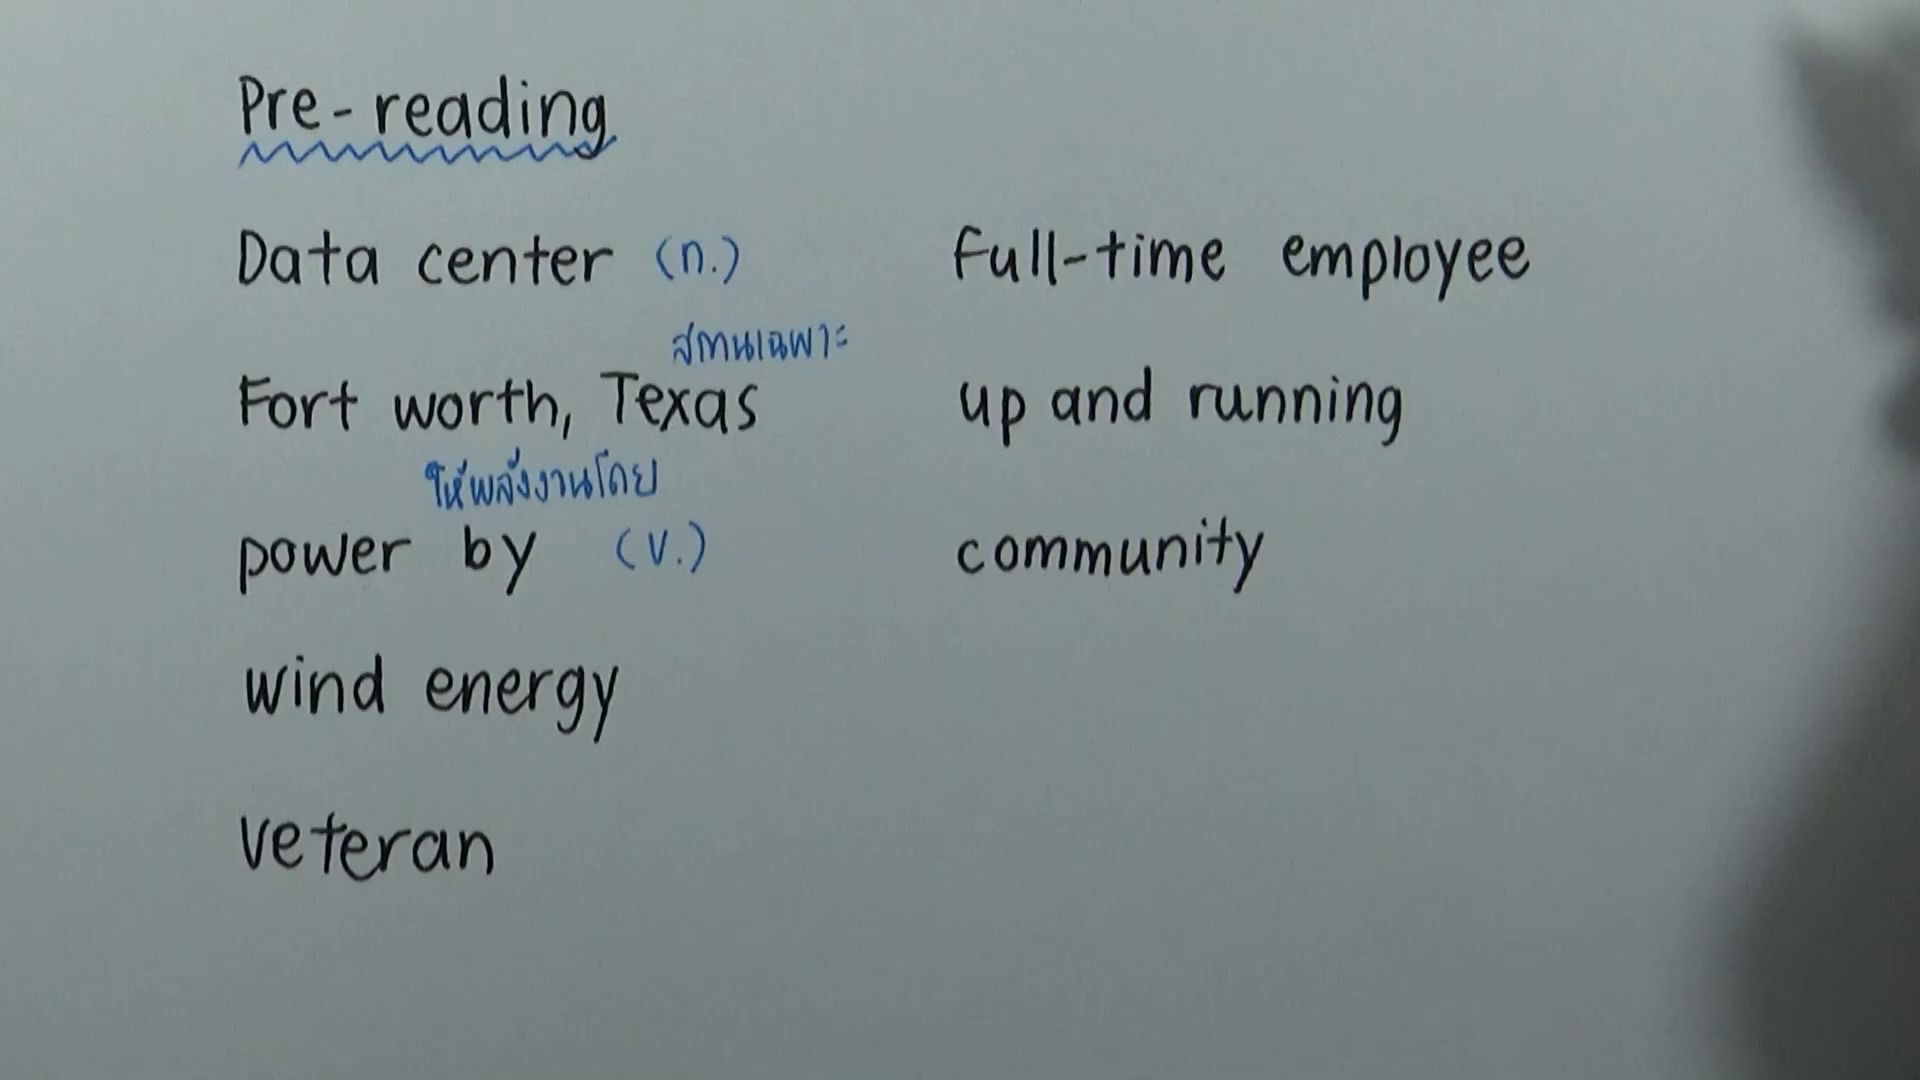 Pre-reading
Data center (n.)
สถานเฉพาะ
Fort worth, Texas
ให้พลังงานโดย
power by (v.)
wind energy
veteran
Full-time employee
up and running
community